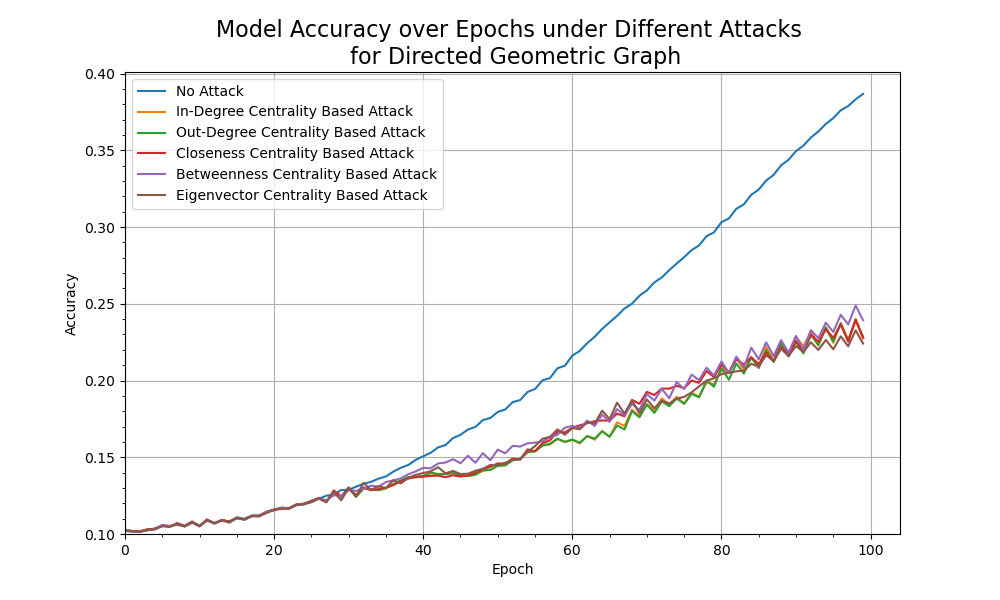 Model Accuracy over Epochs under Different Attacks
for Directed Geometric Graph
No Attack
In-Degree Centrality Based Attack
Out-Degree Centrality Based Attack
Closeness Centrality Based Attack
Betweenness Centrality Based Attack
Eigenvector Centrality Based Attack
0.40
0.35
0.30
0.25
0.20
0.15
0.10
Accuracy
0 20 40 60 80 100
Epoch